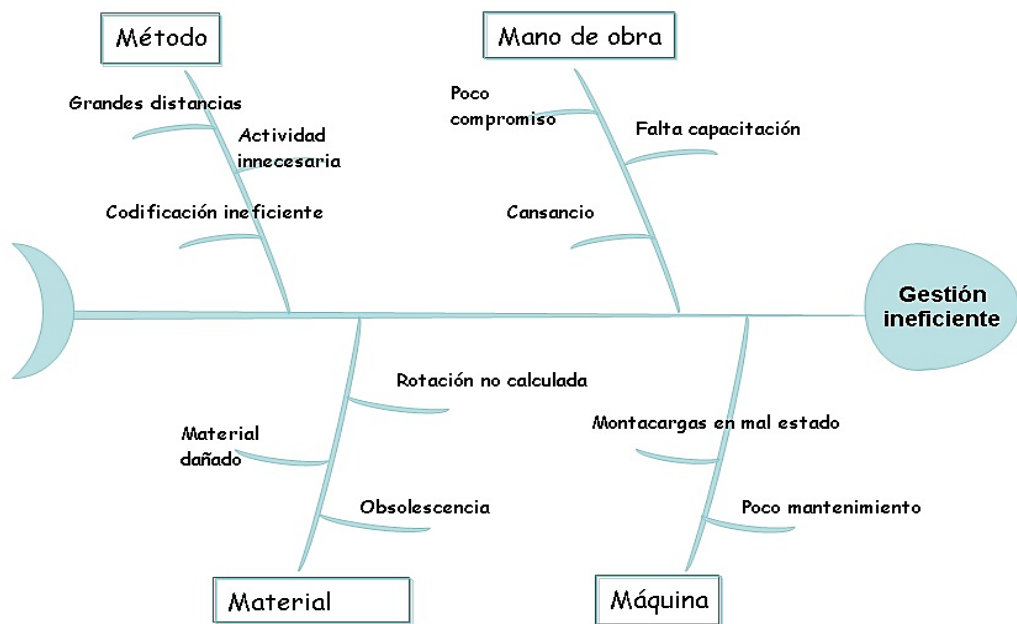 Método
Mano de obra
Grandes distancias
Actividad
innecesaria
Codificación ineficiente
Poco
compromiso
Falta capacitación
Cansancio
Gestión
ineficiente
Rotación no calculada
Material
dañado
Obsolescencia
Montacargas en mal estado
Poco mantenimiento
Material
Máquina